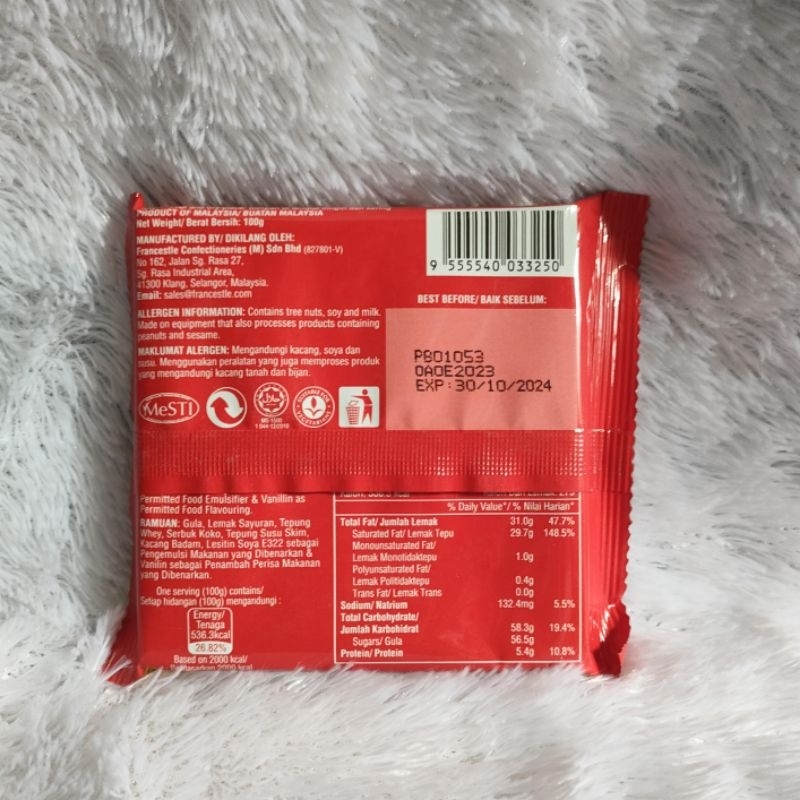 PRODUCT OF MALAYSIA/ BUATAN MALAYSIA
Net Weight/ Berat Bersih: 100g
MANUFACTURED BY/ DIKILANG OLEH:
Francestle Confectioneries (M) Sdn Bhd (827801-V)
No 162, Jalan Sg. Rasa 27,
Sg. Rasa Industrial Area,
41300 Klang, Selangor, Malaysia.
Email: sales@francestle.com
ALLERGEN INFORMATION: Contains tree nuts, soy and milk.
Made on equipment that also processes products containing
peanuts and sesame.
MAKLUMAT ALERGEN: Mengandungi kacang, soya dan
susu. Menggunakan peralatan yang juga memproses produk
yang mengandungi kacang tanah dan bijan.
MeSTI
SUITABLE FOR
VEGETARIANS
MS 1500
9 555540 033250
BEST BEFORE/ BAIK SEBELUM:
PB01053
0A0E2023
EXP:30/10/2024
Permitted Food Emulsifier & Vanillin as
Permitted Food Flavouring.
RAMUAN: Gula, Lemak Sayuran, Tepung
Whey, Serbuk Koko, Tepung Susu Skim,
Kacang Badam, Lesitin Soya E322 sebagai
Pengemulsi Makanan yang Dibenarkan &
Vanilin sebagai Penambah Perisa Makanan
yang Dibenarkan.
One serving (100g) contains/
Setiap hidangan (100g) mengandungi :
Energy/
Tenaga
536.3kcal
26.82%
Based on 2000 kcal/
Berdasarkan 2000 kcal
% Daily Value*/ % Nilai Harian*
Total Fat/ Jumlah Lemak 31.0g 47.7%
Saturated Fat/ Lemak Tepu 29.7g 148.5%
Monounsaturated Fat/
Lemak Monotidaktepu 1.0g
Polyunsaturated Fat/
Lemak Politidaktepu 0.4g
Trans Fat/ Lemak Trans 0.0g
Sodium/ Natrium 132.4mg 5.5%
Total Carbohydrate/
Jumlah Karbohidrat 58.3g 19.4%
Sugars/ Gula 56.5g
Protein/ Protein 5.4g 10.8%